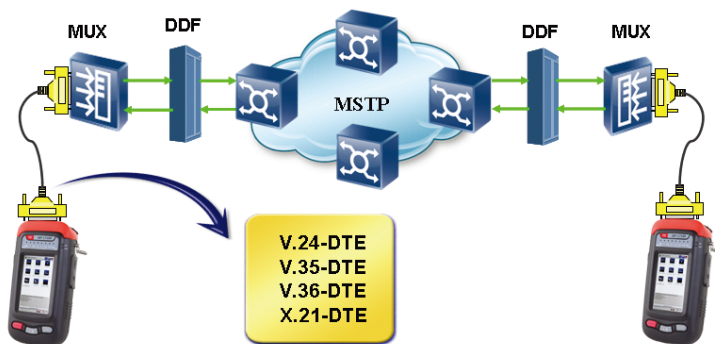 MUX
DDF
DDF
MUX
MSTP
V.24-DTE
V.35-DTE
V.36-DTE
X.21-DTE